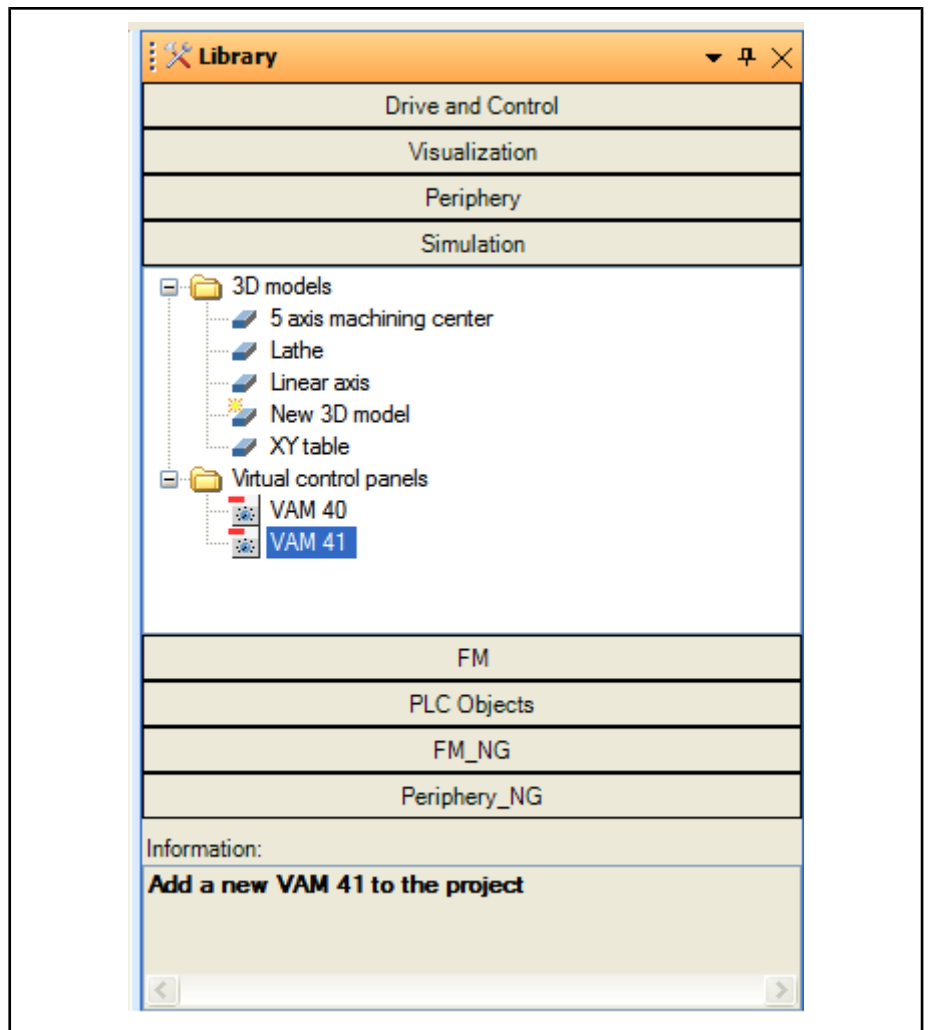 Library
Drive and Control
Visualization
Periphery
Simulation
3D models
5 axis machining center
Lathe
Linear axis
New 3D model
XY table
Virtual control panels
VAM 40
VAM 41
FM
PLC Objects
FM_NG
Periphery_NG
Information:
Add a new VAM 41 to the project